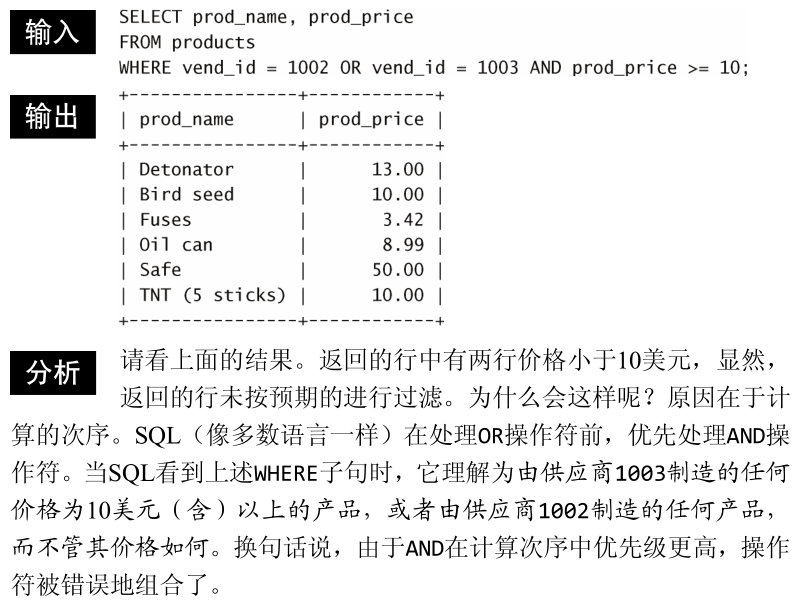 输入
SELECT prod_name, prod_price
FROM products
WHERE vend_id = 1002 OR vend_id = 1003 AND prod_price >= 10;
输出
+----------------+------------+
| prod_name      | prod_price |
+----------------+------------+
| Detonator      |      13.00 |
| Bird seed      |      10.00 |
| Fuses          |       3.42 |
| Oil can        |       8.99 |
| Safe           |      50.00 |
| TNT (5 sticks) |      10.00 |
+----------------+------------+
分析
请看上面的结果。返回的行中有两行价格小于10美元，显然，
返回的行未按预期的进行过滤。为什么会这样呢？原因在于计
算的次序。SQL（像多数语言一样）在处理OR操作符前，优先处理AND操
作符。当SQL看到上述WHERE子句时，它理解为由供应商1003制造的任何
价格为10美元（含）以上的产品，或者由供应商1002制造的任何产品，
而不管其价格如何。换句话说，由于AND在计算次序中优先级更高，操作
符被错误地组合了。